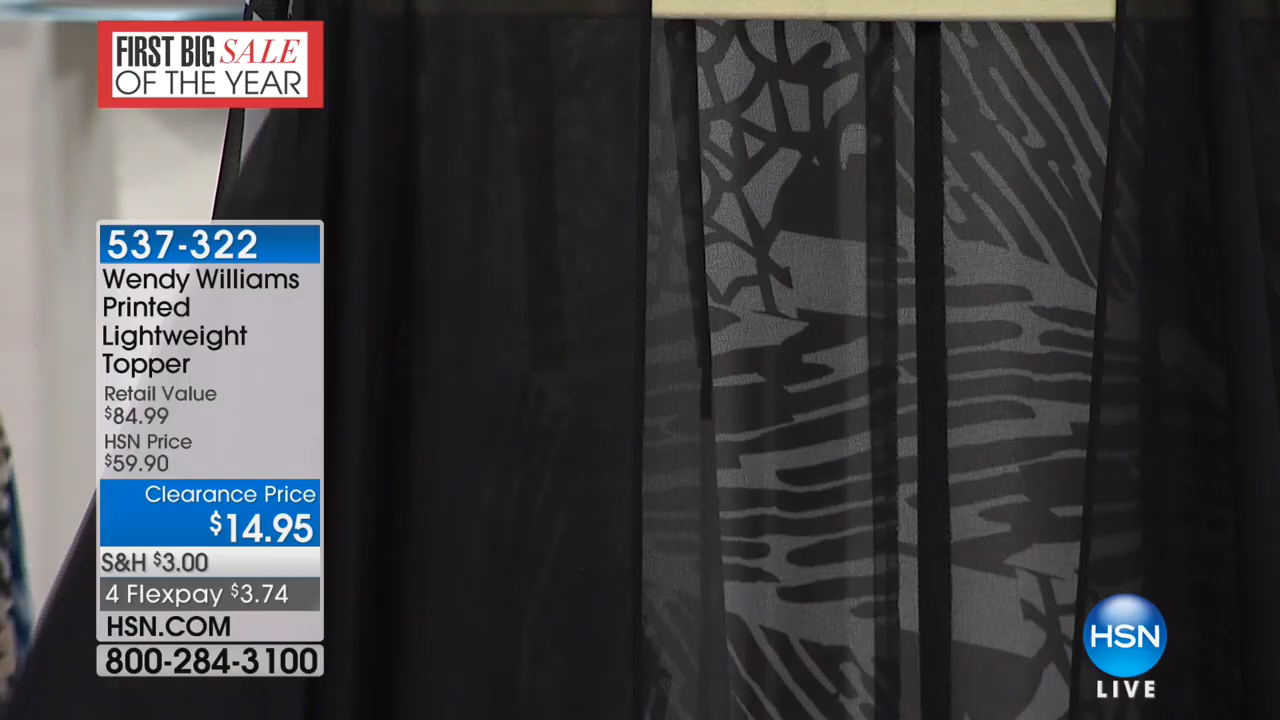 FIRST BIG SALE
OF THE YEAR
537-322
Wendy Williams
Printed
Lightweight
Topper
Retail Value
$84.99
HSN Price
$59.90
Clearance Price
$14.95
S&H $3.00
4 Flexpay $3.74
HSN.COM
800-284-3100
HSN
LIVE